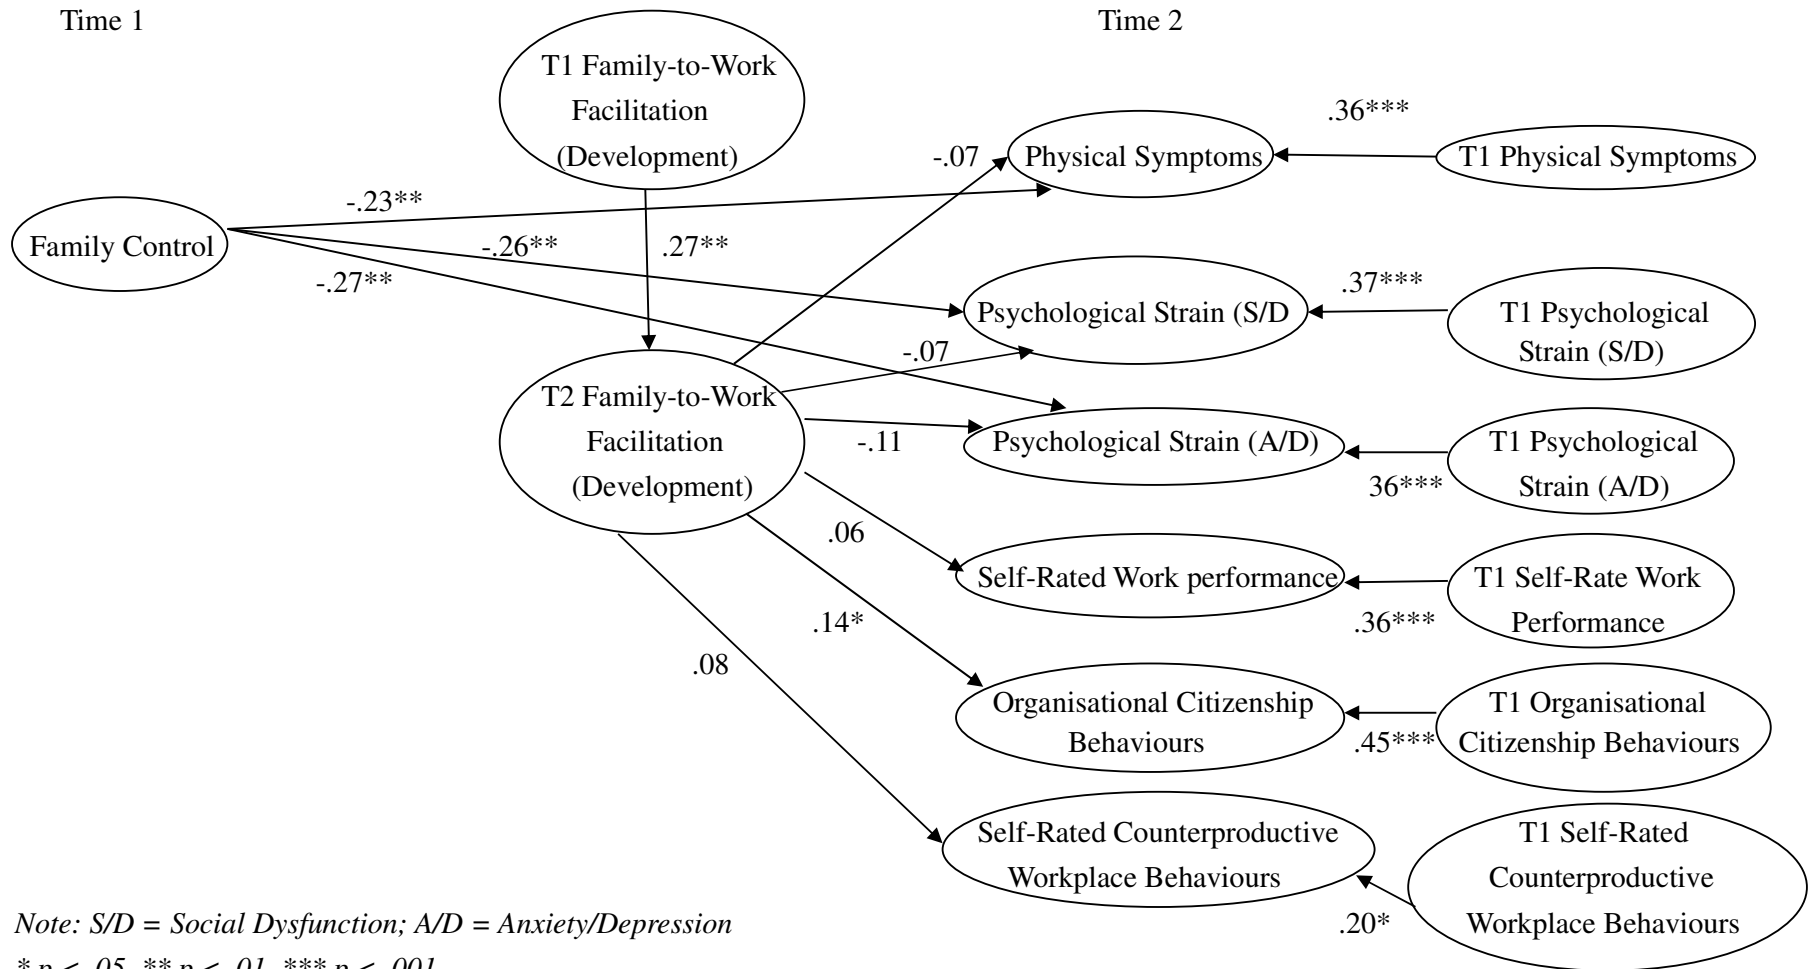 Time 1
Time 2
T1 Family-to-Work
Facilitation
(Development)
.36***
-.07
Physical Symptoms
T1 Physical Symptoms
-.23**
Family Control
-.26**
.27**
-.27**
.37***
Psychological Strain (S/D
T1 Psychological
Strain (S/D)
-.07
T2 Family-to-Work
Facilitation
(Development)
-.11
Psychological Strain (A/D)
T1 Psychological
Strain (A/D)
36***
.06
Self-Rated Work performance
T1 Self-Rate Work
Performance
.36***
.14*
.08
Organisational Citizenship
Behaviours
T1 Organisational
Citizenship Behaviours
.45***
Self-Rated Counterproductive
Workplace Behaviours
T1 Self-Rated
Counterproductive
Workplace Behaviours
.20*
Note: S/D = Social Dysfunction; A/D = Anxiety/Depression
* p < .05, ** p < .01, *** p < .001